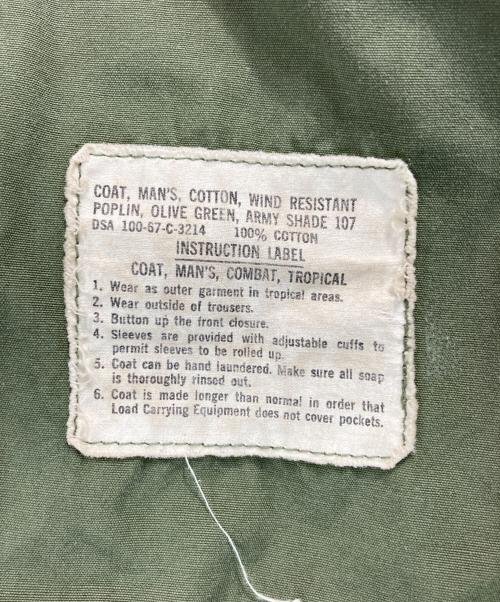 COAT, MAN'S, COTTON, WIND RESISTANT
POPLIN, OLIVE GREEN, ARMY SHADE 107
DSA 100-67-C-3214 100% COTTON
INSTRUCTION LABEL
COAT, MAN'S, COMBAT, TROPICAL
1. Wear as outer garment in tropical areas.
2. Wear outside of trousers.
3. Button up the front closure.
4. Sleeves are provided with adjustable cuffs to
permit sleeves to be rolled up.
5. Coat can be hand laundered. Make sure all soap
is thoroughly rinsed out.
6. Coat is made longer than normal in order that
Load Carrying Equipment does not cover pockets.